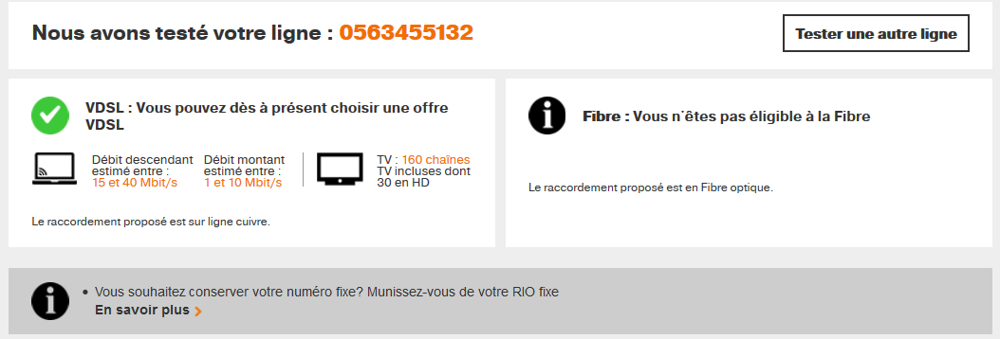 Nous avons testé votre ligne : 0563455132
Tester une autre ligne
VDSL : Vous pouvez dès à présent choisir une offre
VDSL
Débit descendant
estimé entre :
15 et 40 Mbit/s
Débit montant
estimé entre :
1 et 10 Mbit/s
TV : 160 chaînes
TV incluses dont
30 en HD
Le raccordement proposé est sur ligne cuivre.
Fibre : Vous n'êtes pas éligible à la Fibre
Le raccordement proposé est en Fibre optique.
• Vous souhaitez conserver votre numéro fixe? Munissez-vous de votre RIO fixe
En savoir plus >